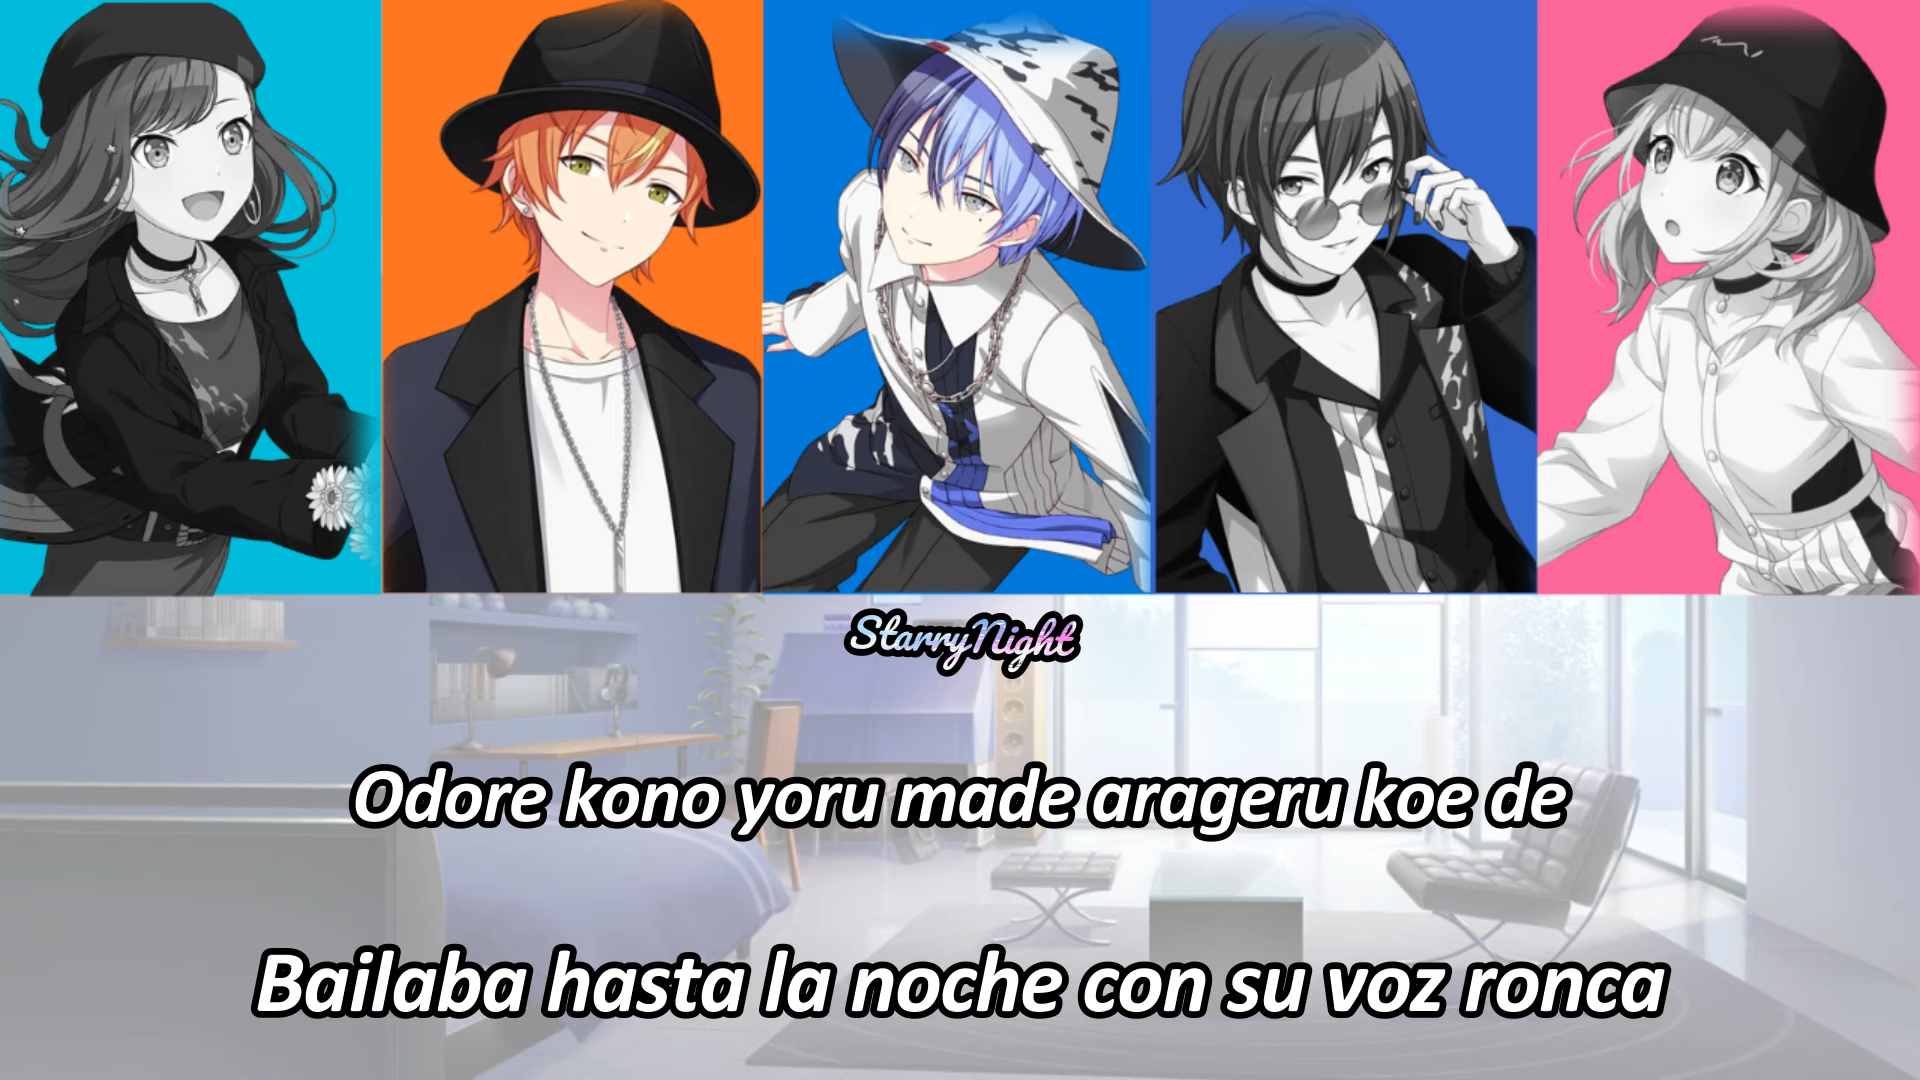 StarryNight
Odore kono yoru made arageru koe de
Bailaba hasta la noche con su voz ronca